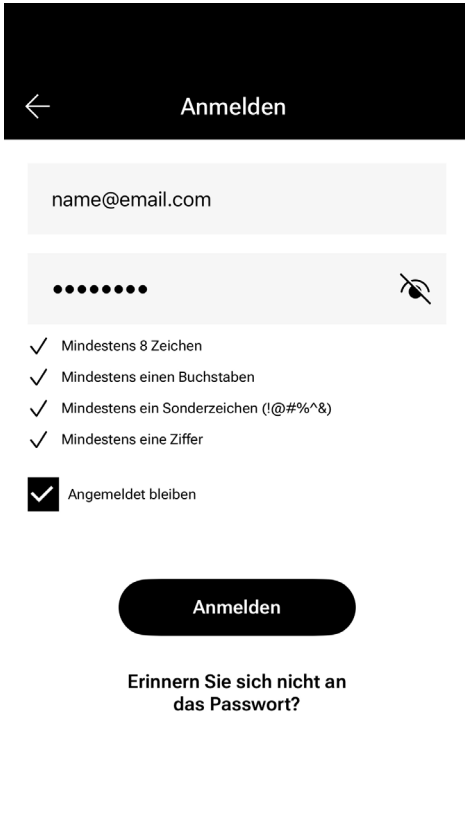 Anmelden
name@email.com
••••••••
Mindestens 8 Zeichen
Mindestens einen Buchstaben
Mindestens ein Sonderzeichen (!@#%^&)
Mindestens eine Ziffer
Angemeldet bleiben
Anmelden
Erinnern Sie sich nicht an
das Passwort?